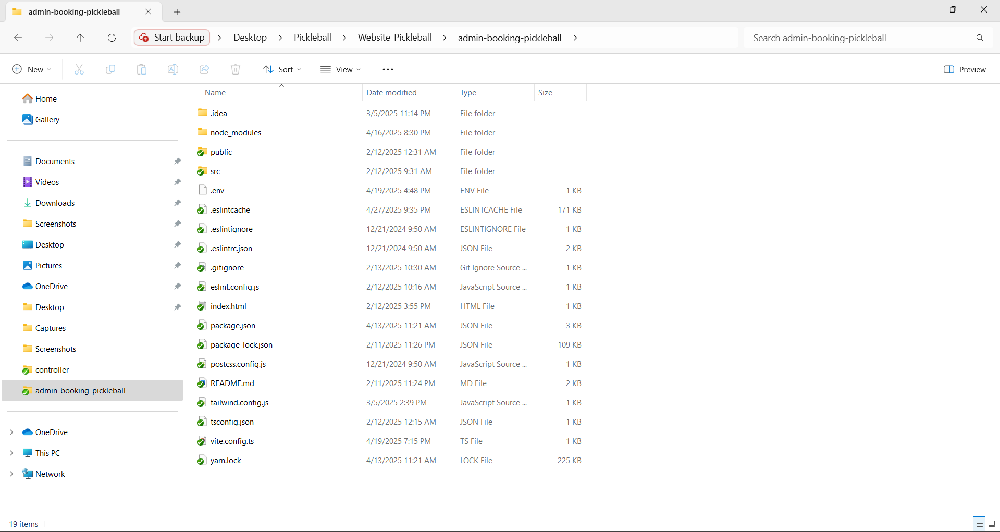 admin-booking-pickleball
Start backup Desktop Pickleball Website_Pickleball admin-booking-pickleball Search admin-booking-pickleball
New Sort View Preview
Name Date modified Type Size
Home
Gallery
Documents
Videos
Downloads
Screenshots
Desktop
Pictures
OneDrive
Desktop
Captures
Screenshots
controller
admin-booking-pickleball
OneDrive
This PC
Network
.idea 3/5/2025 11:14 PM File folder
node_modules 4/16/2025 8:30 PM File folder
public 2/12/2025 12:31 AM File folder
src 2/12/2025 9:31 AM File folder
.env 4/19/2025 4:48 PM ENV File 1 KB
.eslintcache 4/27/2025 9:35 PM ESLINTCACHE File 171 KB
.eslintignore 12/21/2024 9:50 AM ESLINTIGNORE File 1 KB
.eslintrc.json 12/21/2024 9:50 AM JSON File 2 KB
.gitignore 2/13/2025 10:30 AM Git Ignore Source ... 1 KB
eslint.config.js 2/12/2025 10:16 AM JavaScript Source ... 1 KB
index.html 2/12/2025 3:55 PM HTML File 1 KB
package.json 4/13/2025 11:21 AM JSON File 3 KB
package-lock.json 2/11/2025 11:26 PM JSON File 109 KB
postcss.config.js 12/21/2024 9:50 AM JavaScript Source ... 1 KB
README.md 2/11/2025 11:24 PM MD File 2 KB
tailwind.config.js 3/5/2025 2:39 PM JavaScript Source ... 1 KB
tsconfig.json 2/12/2025 12:15 AM JSON File 1 KB
vite.config.ts 4/19/2025 7:15 PM TS File 1 KB
yarn.lock 4/13/2025 11:21 AM LOCK File 225 KB
19 items